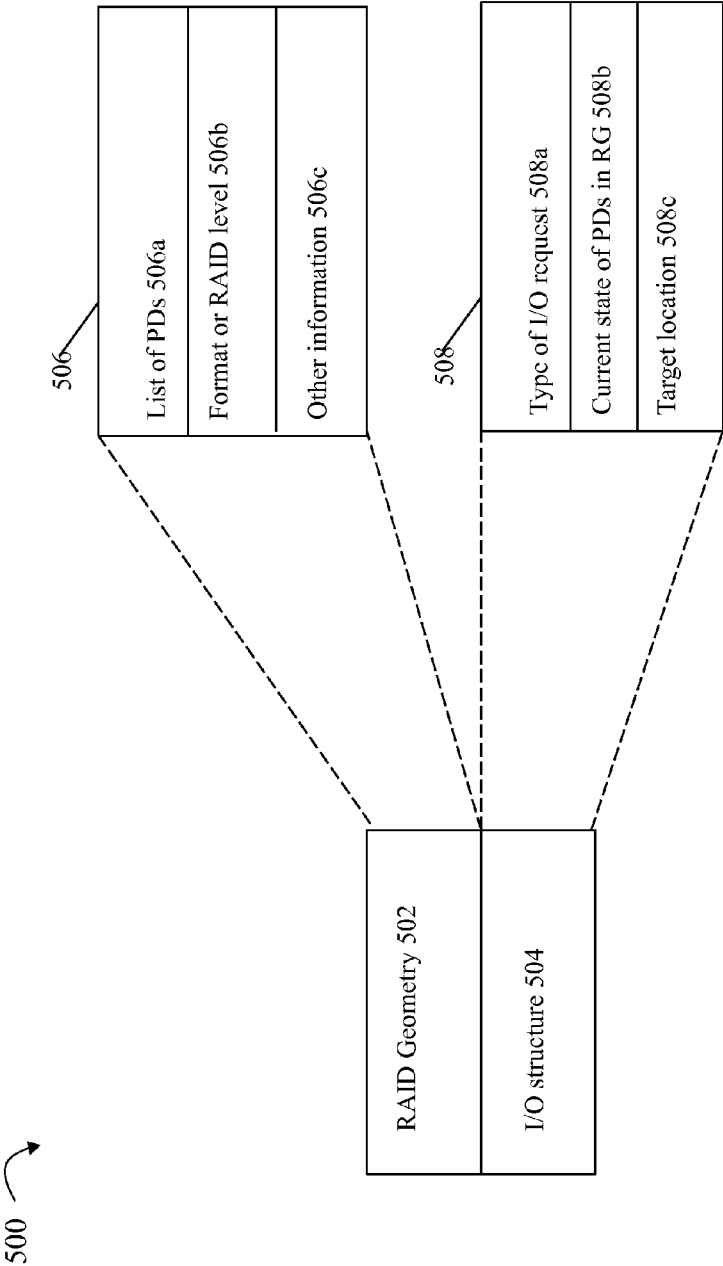 500
RAID Geometry 502
I/O structure 504
506
List of PDs 506a
Format or RAID level 506b
Other information 506c
508
Type of I/O request 508a
Current state of PDs in RG 508b
Target location 508c